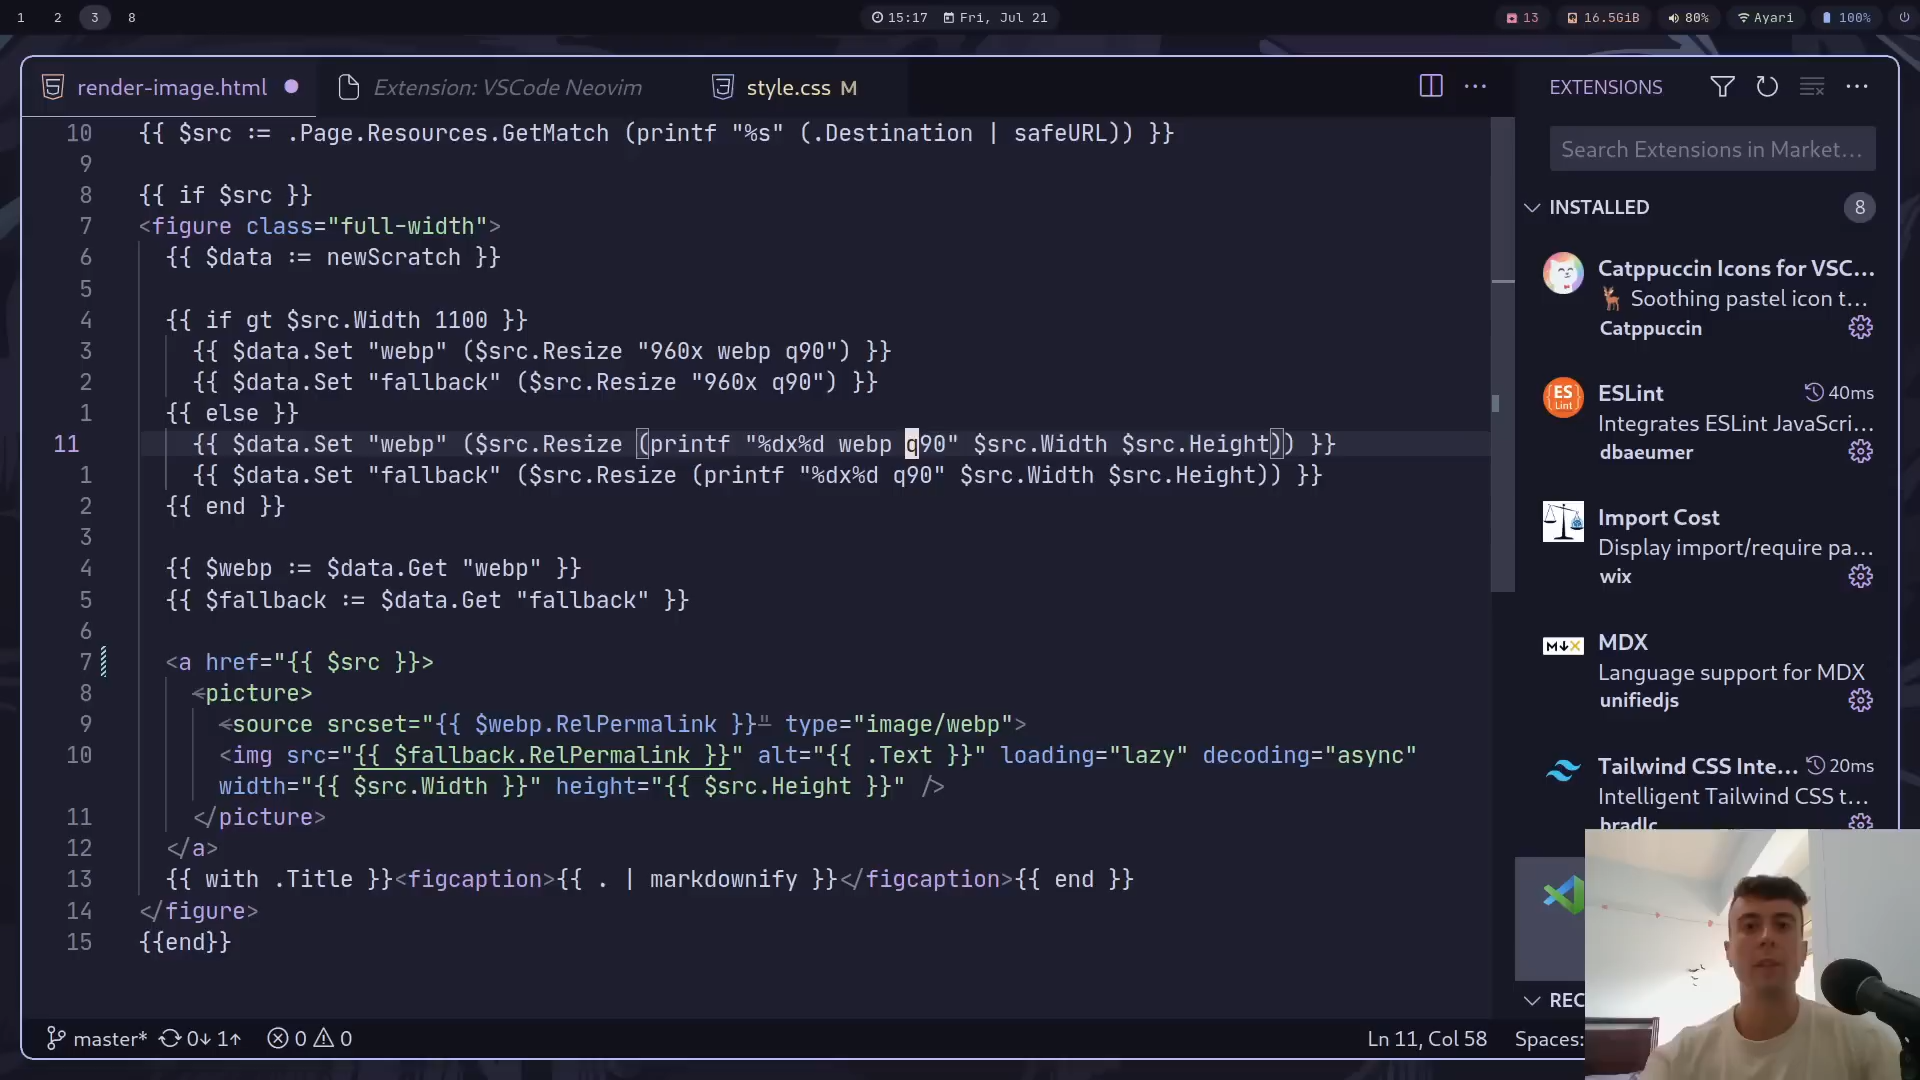 1 2 3 8
15:17 Fri, Jul 21
13 16.5GiB 80% Ayari 100%
render-image.html Extension: VSCode Neovim style.css M
10 {{ $src := .Page.Resources.GetMatch (printf "%s" (.Destination | safeURL)) }}
9
8 {{ if $src }}
7 <figure class="full-width">
6 {{ $data := newScratch }}
5
4 {{ if gt $src.Width 1100 }}
3 {{ $data.Set "webp" ($src.Resize "960x webp q90") }}
2 {{ $data.Set "fallback" ($src.Resize "960x q90") }}
1 {{ else }}
11 {{ $data.Set "webp" ($src.Resize (printf "%dx%d webp q90" $src.Width $src.Height)) }}
1 {{ $data.Set "fallback" ($src.Resize (printf "%dx%d q90" $src.Width $src.Height)) }}
2 {{ end }}
3
4 {{ $webp := $data.Get "webp" }}
5 {{ $fallback := $data.Get "fallback" }}
6
7 <a href="{{ $src }}>
8 <picture>
9 <source srcset="{{ $webp.RelPermalink }}" type="image/webp">
10 <img src="{{ $fallback.RelPermalink }}" alt="{{ .Text }}" loading="lazy" decoding="async"
width="{{ $src.Width }}" height="{{ $src.Height }}" />
11 </picture>
12 </a>
13 {{ with .Title }}<figcaption>{{ . | markdownify }}</figcaption>{{ end }}
14 </figure>
15 {{end}}
master* 0↓ 1↑ 0 0
Ln 11, Col 58 Spaces:
EXTENSIONS
Search Extensions in Market...
INSTALLED 8
Catppuccin Icons for VSC...
Soothing pastel icon t...
Catppuccin
ES Lint
ESLint 40ms
Integrates ESLint JavaScri...
dbaeumer
Import Cost
Display import/require pa...
wix
MDX
Language support for MDX
unifiedjs
Tailwind CSS Inte... 20ms
Intelligent Tailwind CSS t...
bradlc
REC